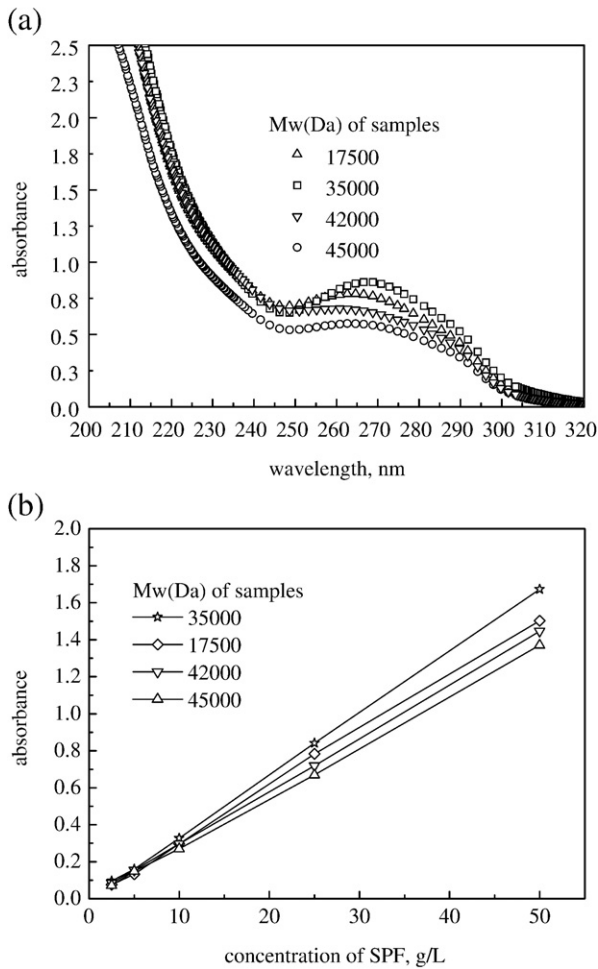 (a)
2.5
2.0
1.8
1.5
1.3
1.0
0.8
0.5
0.3
0.0
absorbance
Mw(Da) of samples
17500
35000
42000
45000
200 210 220 230 240 250 260 270 280 290 300 310 320
wavelength, nm
(b)
2.0
1.8
1.6
1.4
1.2
1.0
0.8
0.6
0.4
0.2
0.0
absorbance
Mw(Da) of samples
35000
17500
42000
45000
0 10 20 30 40 50
concentration of SPF, g/L